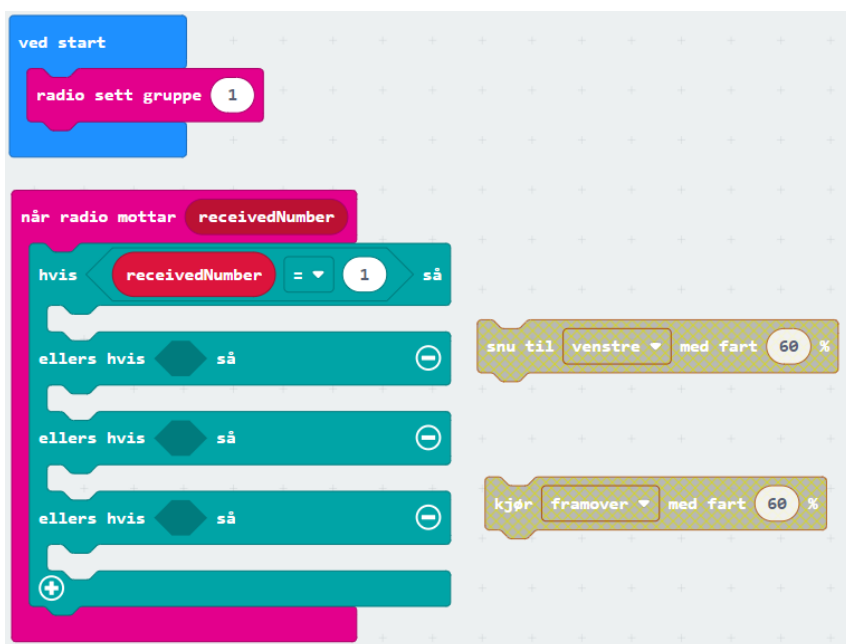 ved start
radio sett gruppe 1
når radio mottar receivedNumber
hvis receivedNumber = 1 så
ellers hvis så
snu til venstre med fart 60 %
ellers hvis så
kjør framover med fart 60 %
ellers hvis så